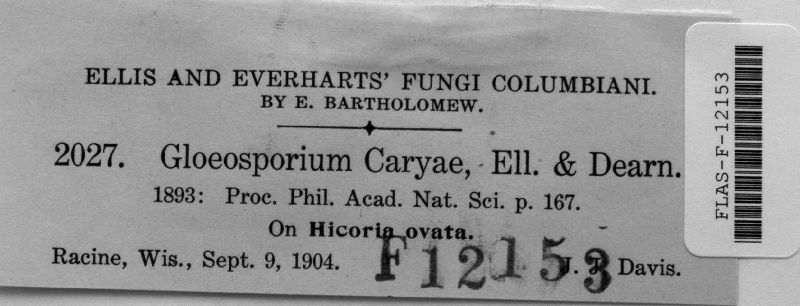 ELLIS AND EVERHARTS' FUNGI COLUMBIANI.
BY E. BARTHOLOMEW.
2027. Gloeosporium Caryae, Ell. & Dearn.
1893: Proc. Phil. Acad. Nat. Sci. p. 167.
On Hicoria ovata.
Racine, Wis., Sept. 9, 1904. J. J. Davis.
F12153
FLAS-F-12153